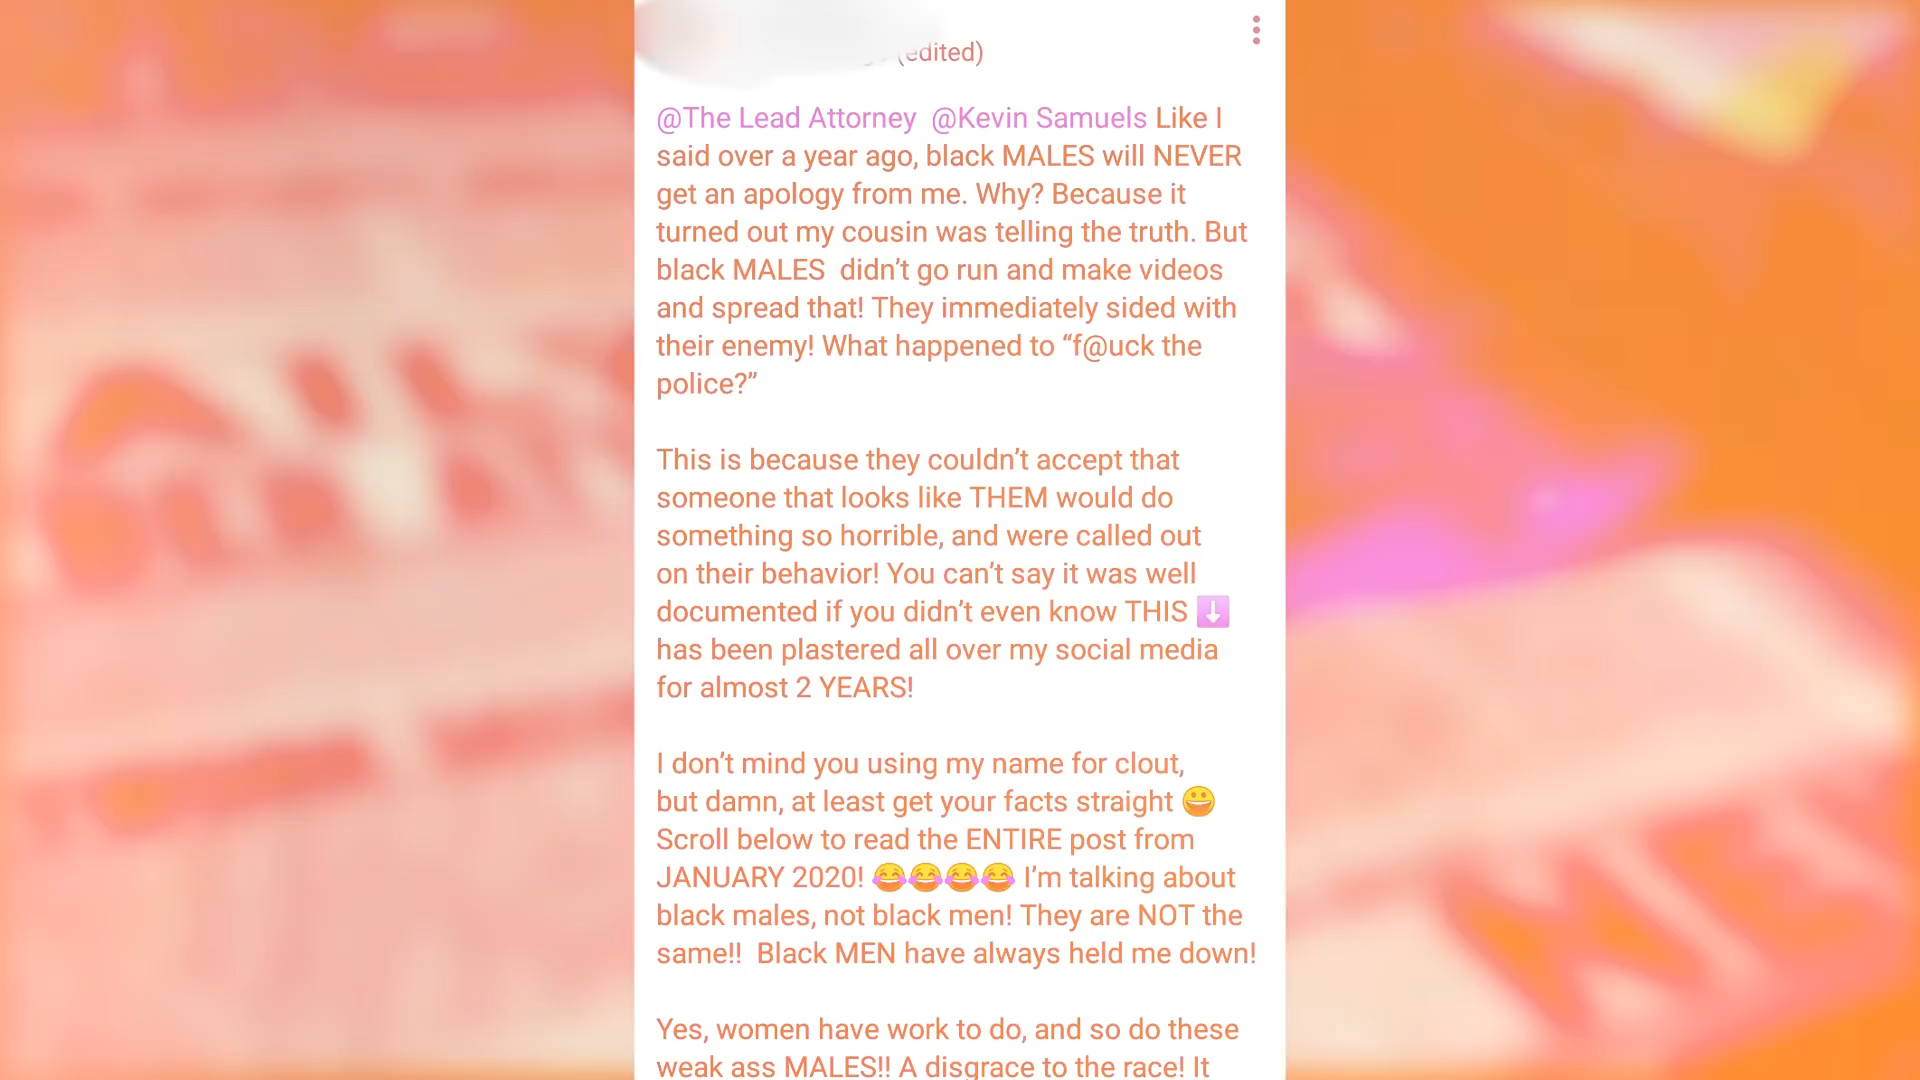 (edited)
@The Lead Attorney @Kevin Samuels Like I
said over a year ago, black MALES will NEVER
get an apology from me. Why? Because it
turned out my cousin was telling the truth. But
black MALES didn’t go run and make videos
and spread that! They immediately sided with
their enemy! What happened to “f@uck the
police?”
This is because they couldn’t accept that
someone that looks like THEM would do
something so horrible, and were called out
on their behavior! You can’t say it was well
documented if you didn’t even know THIS ⬇️
has been plastered all over my social media
for almost 2 YEARS!
I don’t mind you using my name for clout,
but damn, at least get your facts straight 😀
Scroll below to read the ENTIRE post from
JANUARY 2020! 😂😂😂😂 I’m talking about
black males, not black men! They are NOT the
same!! Black MEN have always held me down!
Yes, women have work to do, and so do these
weak ass MALES!! A disgrace to the race! It